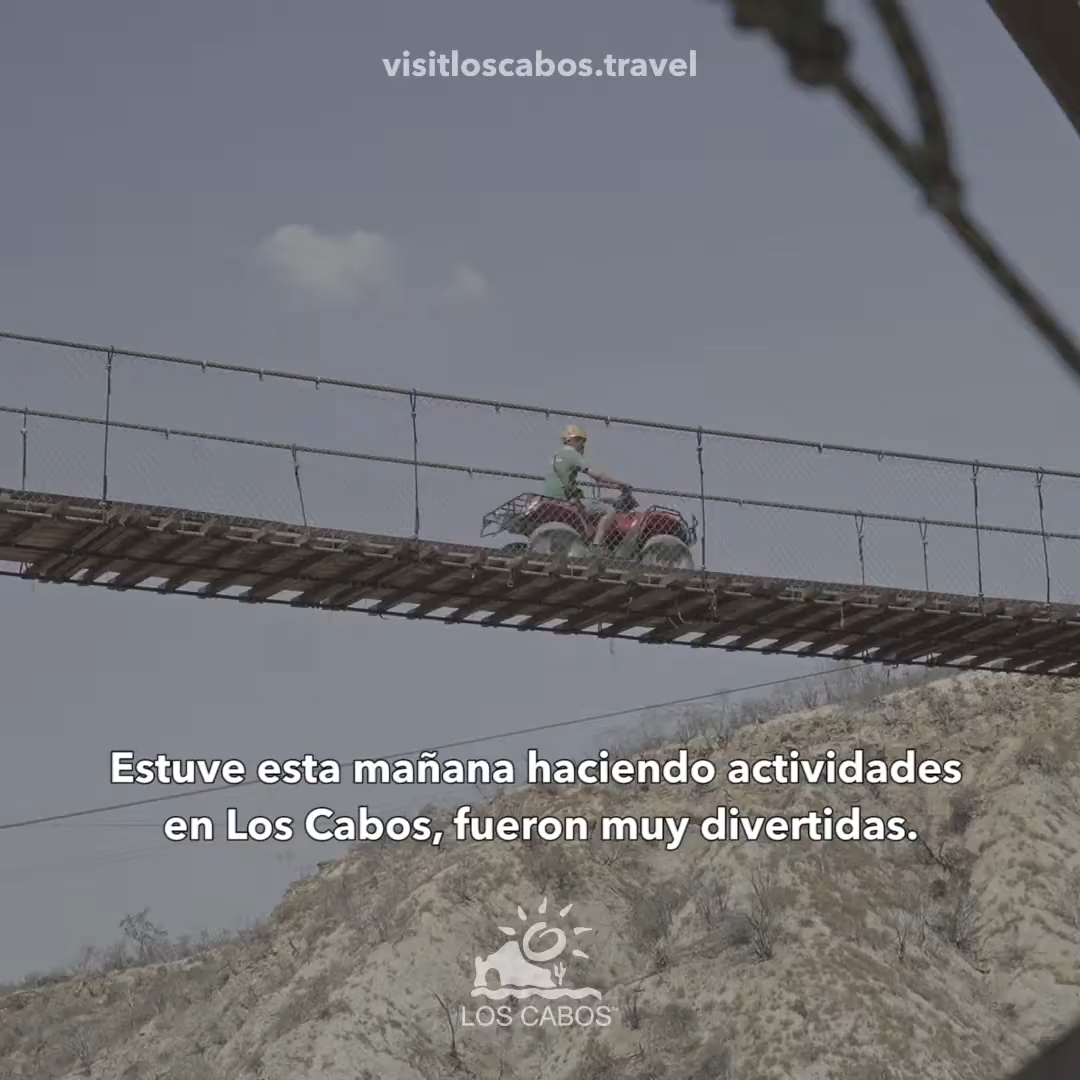 visitloscabos.travel
Estuve esta mañana haciendo actividades
en Los Cabos, fueron muy divertidas.
LOS CABOS